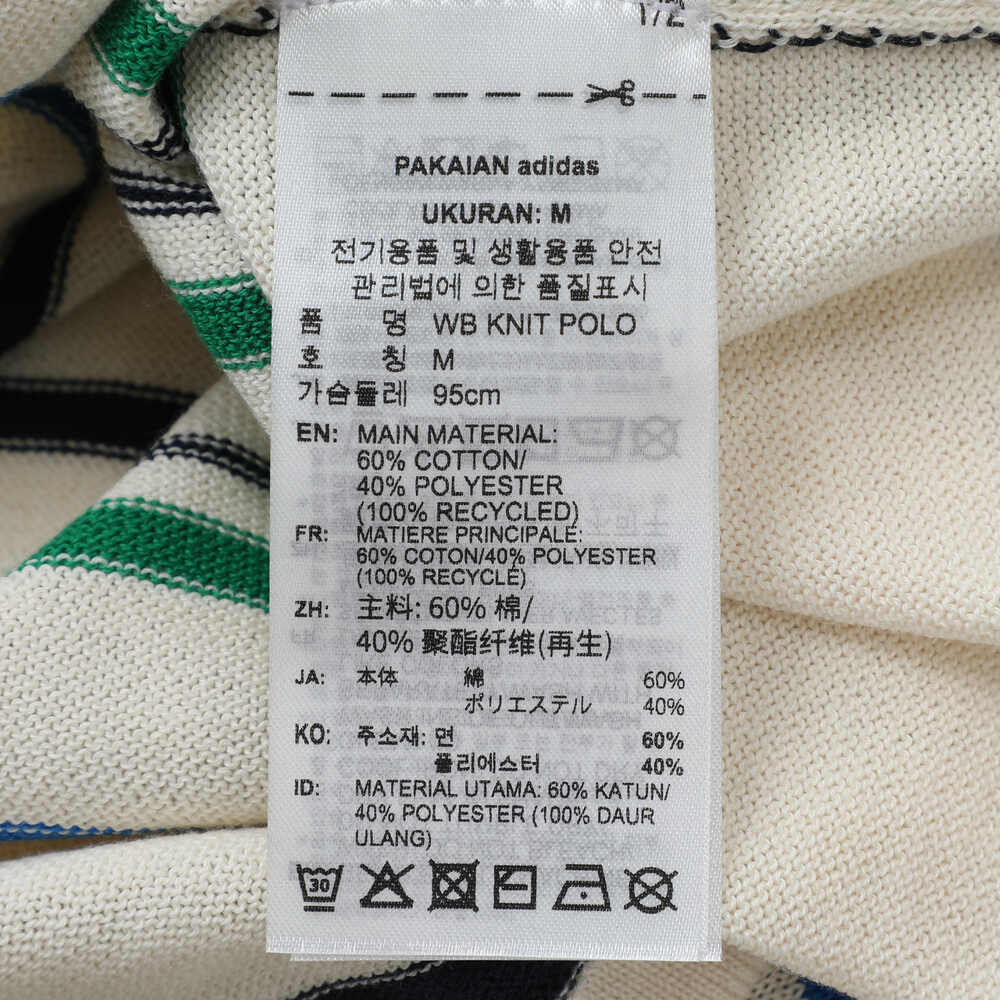 1/2
PAKAIAN adidas
UKURAN: M
전기용품 및 생활용품 안전
관리법에 의한 품질표시
품 명 WB KNIT POLO
호 칭 M
가슴둘레 95cm
EN: MAIN MATERIAL:
60% COTTON/
40% POLYESTER
(100% RECYCLED)
FR: MATIERE PRINCIPALE:
60% COTON/40% POLYESTER
(100% RECYCLÉ)
ZH: 主料: 60% 棉/
40% 聚酯纤维(再生)
JA: 本体 綿 60%
ポリエステル 40%
KO: 주소재: 면 60%
폴리에스터 40%
ID: MATERIAL UTAMA: 60% KATUN/
40% POLYESTER (100% DAUR
ULANG)
30